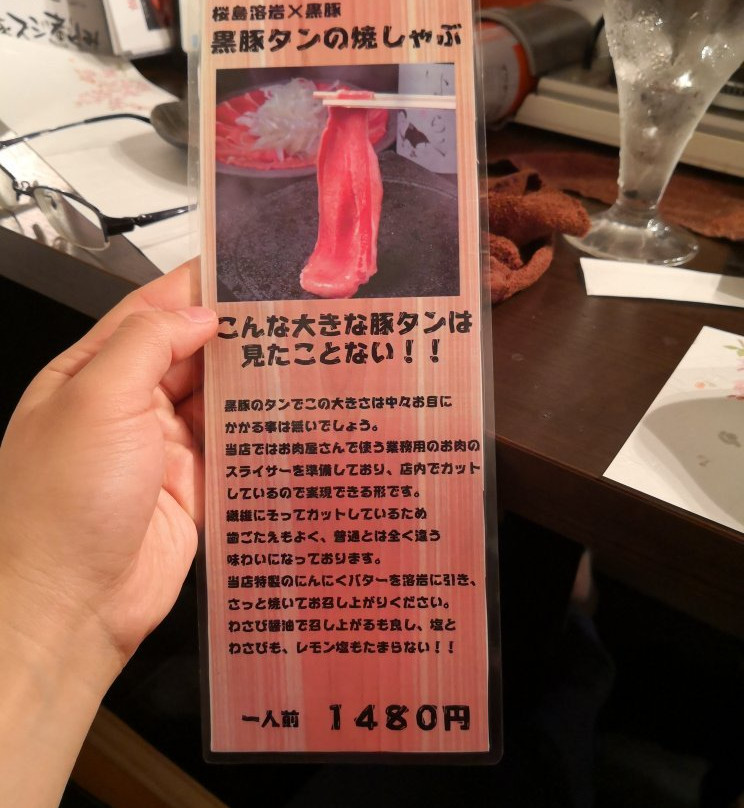 桜島溶岩×黒豚
黒豚タンの焼しゃぶ
こんな大きな豚タンは
見たことない！！
黒豚のタンでこの大きさは中々お目に
かかる事は無いでしょう。
当店ではお肉屋さんで使う業務用のお肉の
スライサーを準備しており、店内でカット
しているので実現できる形です。
繊維にそってカットしているため
歯ごたえもよく、普通とは全く違う
味わいになっております。
当店特製のにんにくバターを溶岩に引き、
さっと焼いてお召し上がりください。
わさび醤油で召し上がるも良し、塩と
わさびも、レモン塩もたまらない！！
一人前 1480円